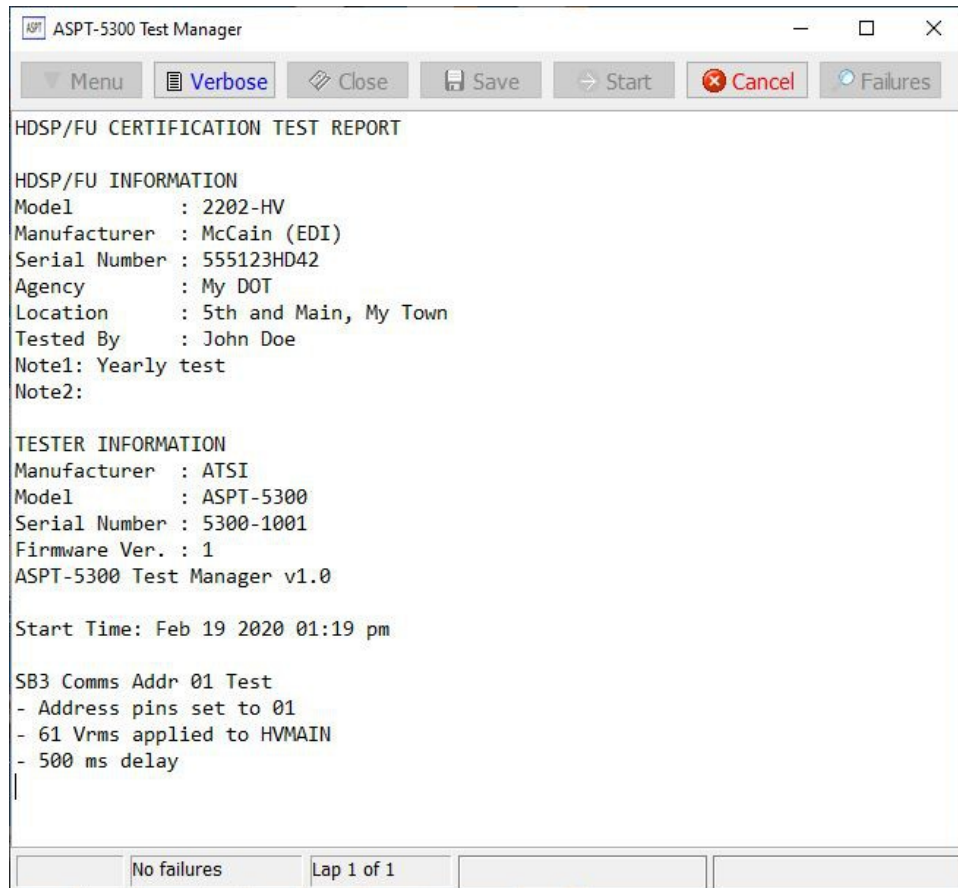 ASPT ASPT-5300 Test Manager
Menu Verbose Close Save Start Cancel Failures
HDSP/FU CERTIFICATION TEST REPORT
HDSP/FU INFORMATION
Model : 2202-HV
Manufacturer : McCain (EDI)
Serial Number : 555123HD42
Agency : My DOT
Location : 5th and Main, My Town
Tested By : John Doe
Note1: Yearly test
Note2:
TESTER INFORMATION
Manufacturer : ATSI
Model : ASPT-5300
Serial Number : 5300-1001
Firmware Ver. : 1
ASPT-5300 Test Manager v1.0
Start Time: Feb 19 2020 01:19 pm
SB3 Comms Addr 01 Test
- Address pins set to 01
- 61 Vrms applied to HVMAIN
- 500 ms delay
No failures Lap 1 of 1